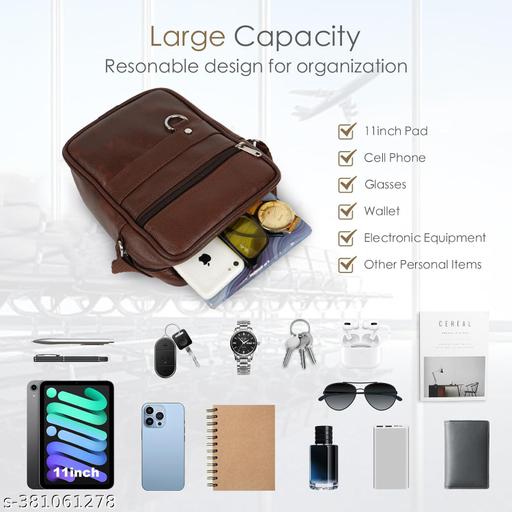 Large Capacity
Resonable design for organization
11inch Pad
Cell Phone
Glasses
Wallet
Electronic Equipment
Other Personal Items
CEREAL
11inch
s-381061278